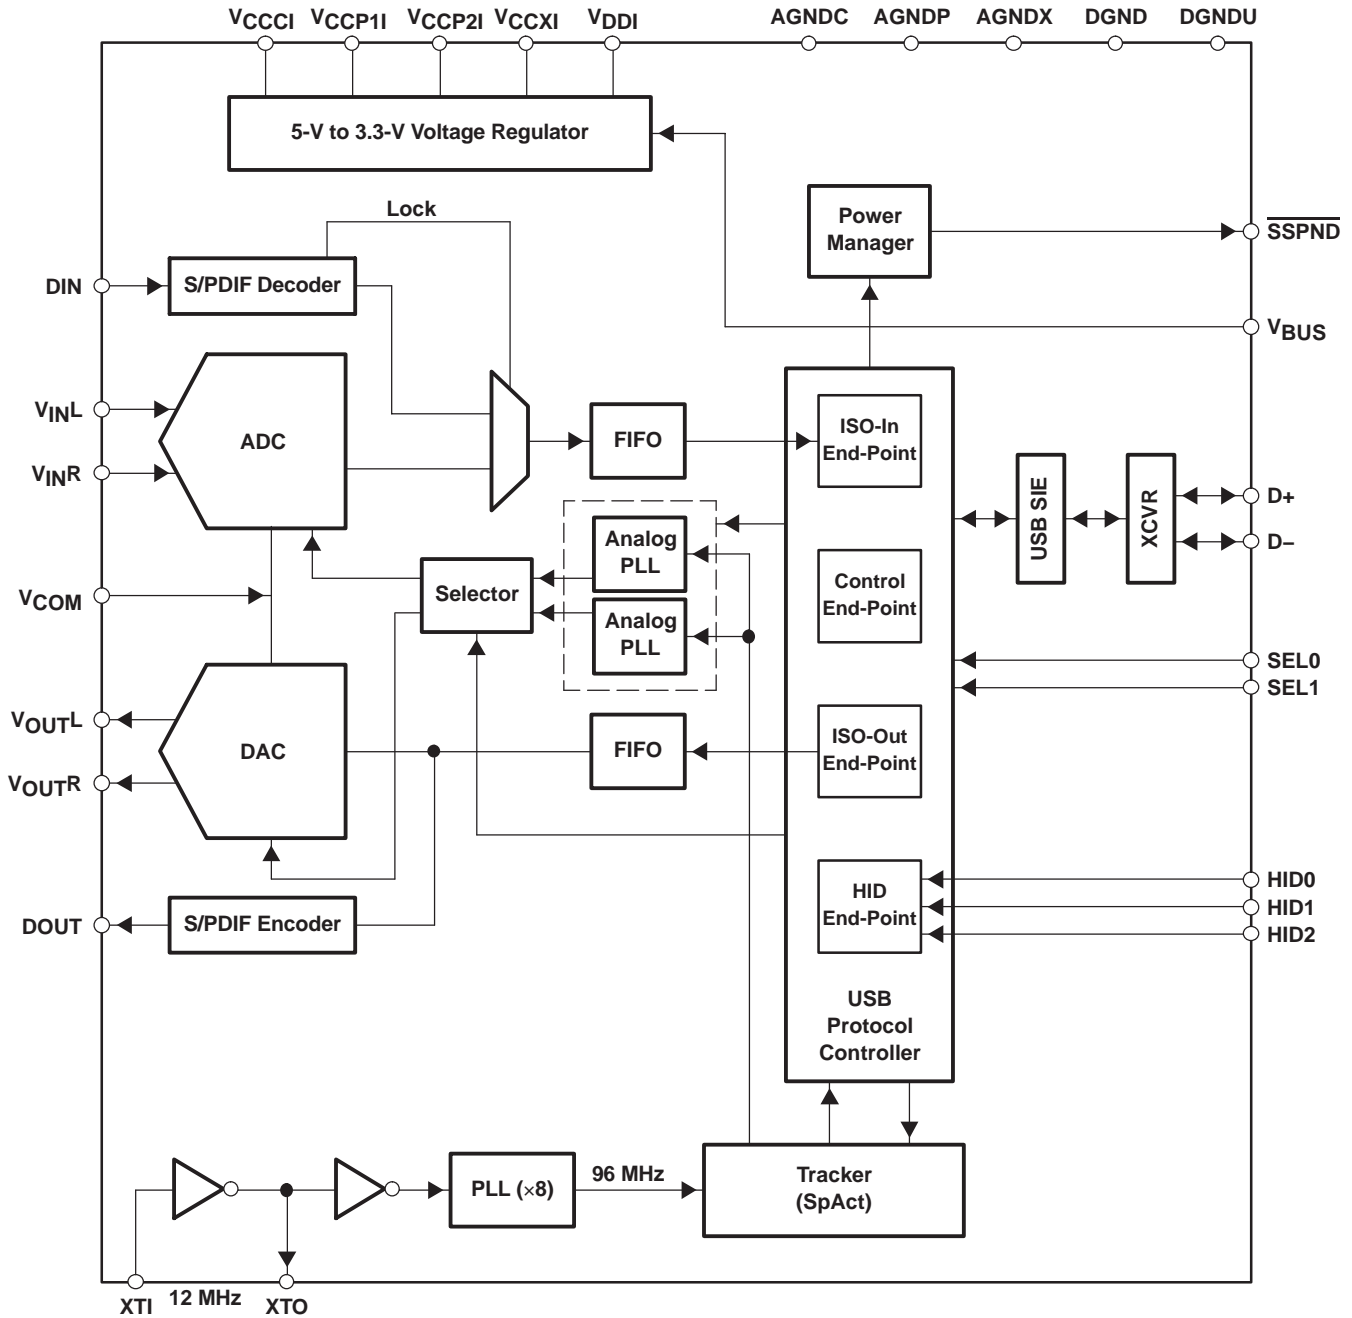 VCCCI VCCP1I VCCP2I VCCXI VDDI AGNDC AGNDP AGNDX DGND DGNDU
5-V to 3.3-V Voltage Regulator
Lock
Power
Manager
SSPND
DIN
S/PDIF Decoder
VBUS
VINL
VINR
ADC
FIFO
ISO-In
End-Point
USB SIE
XCVR
D+
D–
Analog
PLL
Selector
Analog
PLL
Control
End-Point
VCOM
SEL0
SEL1
VOUTL
VOUTR
DAC
FIFO
ISO-Out
End-Point
HID
End-Point
HID0
HID1
HID2
DOUT
S/PDIF Encoder
USB
Protocol
Controller
PLL (×8)
96 MHz
Tracker
(SpAct)
XTI
12 MHz
XTO